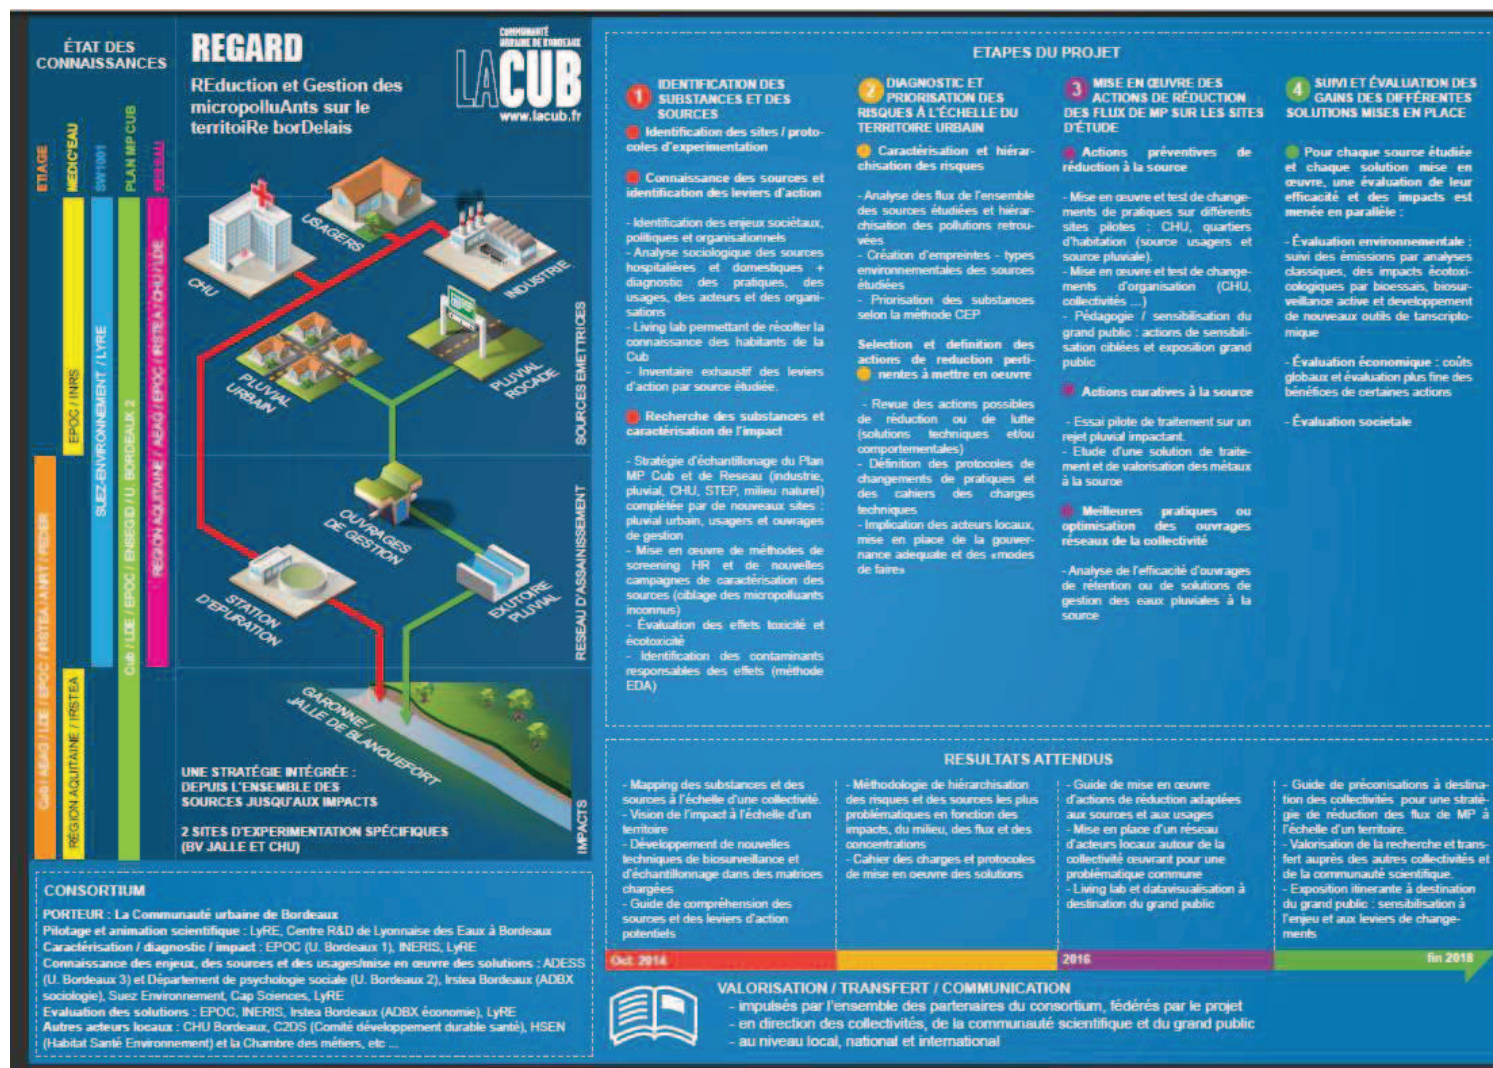 ÉTAT DES
CONNAISSANCES
ETIAGE
MEDIC'EAU
SW1001
PLAN MP CUB
RESEAU
EPOC / INRS
SUEZ-ENVIRONNEMENT / LYRE
Cub / LDE / EPOC / ENSEGID / U. BORDEAUX 2
REGION AQUITAINE / AEAG / EPOC / IRSTEA / CHU / LDE
Cub / AEAG / LDE / EPOC / IRSTEA / ANRT / FEDER
RÉGION AQUITAINE / IRSTEA
REGARD
REduction et Gestion des
micropolluAnts sur le
territoiRe borDelais
COMMUNAUTÉ
URBAINE DE BORDEAUX
LACUB
www.lacub.fr
CHU
USAGERS
INDUSTRIE
PLUVIAL
URBAIN
PLUVIAL
ROCADE
SOURCES EMETTRICES
OUVRAGES
DE GESTION
STATION
D'EPURATION
EXUTOIRE
PLUVIAL
RESEAU D'ASSAINISSEMENT
GARONNE /
JALLE DE BLANQUEFORT
IMPACTS
UNE STRATÉGIE INTÉGRÉE :
DEPUIS L'ENSEMBLE DES
SOURCES JUSQU'AUX IMPACTS
2 SITES D'EXPERIMENTATION SPÉCIFIQUES
(BV JALLE ET CHU)
CONSORTIUM
PORTEUR : La Communauté urbaine de Bordeaux
Pilotage et animation scientifique : LyRE, Centre R&D de Lyonnaise des Eaux à Bordeaux
Caractérisation / diagnostic / impact : EPOC (U. Bordeaux 1), INERIS, LyRE
Connaissance des enjeux, des sources et des usages/mise en œuvre des solutions : ADESS
(U. Bordeaux 3) et Département de psychologie sociale (U. Bordeaux 2), Irstea Bordeaux (ADBX
sociologie), Suez Environnement, Cap Sciences, LyRE
Evaluation des solutions : EPOC, INERIS, Irstea Bordeaux (ADBX économie), LyRE
Autres acteurs locaux : CHU Bordeaux, C2DS (Comité développement durable santé), HSEN
(Habitat Santé Environnement) et la Chambre des métiers, etc ...
ETAPES DU PROJET
1 IDENTIFICATION DES
SUBSTANCES ET DES
SOURCES
Identification des sites / proto-
coles d'experimentation
Connaissance des sources et
identification des leviers d'action
- Identification des enjeux sociétaux,
politiques et organisationnels
- Analyse sociologique des sources
hospitalières et domestiques +
diagnostic des pratiques, des
usages, des acteurs et des organi-
sations
- Living lab permettant de récolter la
connaissance des habitants de la
Cub
- Inventaire exhaustif des leviers
d'action par source étudiée.
Recherche des substances et
caractérisation de l'impact
- Stratégie d'échantillonage du Plan
MP Cub et de Reseau (industrie,
pluvial, CHU, STEP, milieu naturel)
complétée par de nouveaux sites :
pluvial urbain, usagers et ouvrages
de gestion
- Mise en œuvre de méthodes de
screening HR et de nouvelles
campagnes de caractérisation des
sources (ciblage des micropolluants
inconnus)
- Évaluation des effets toxicité et
écotoxicité
- Identification des contaminants
responsables des effets (méthode
EDA)
2 DIAGNOSTIC ET
PRIORISATION DES
RISQUES À L'ÉCHELLE DU
TERRITOIRE URBAIN
Caractérisation et hiérar-
chisation des risques
- Analyse des flux de l'ensemble
des sources étudiées et hiérar-
chisation des pollutions retrou-
vées
- Création d'empreintes - types
environnementales des sources
étudiées
- Priorisation des substances
selon la méthode CEP
Selection et definition des
actions de reduction perti-
nentes à mettre en oeuvre
- Revue des actions possibles
de réduction ou de lutte
(solutions techniques et/ou
comportementales)
- Définition des protocoles de
changements de pratiques et
des cahiers des charges
techniques
- Implication des acteurs locaux,
mise en place de la gouver-
nance adequate et des «modes
de faire»
3 MISE EN ŒUVRE DES
ACTIONS DE RÉDUCTION
DES FLUX DE MP SUR LES SITES
D'ÉTUDE
Actions préventives de
réduction à la source
- Mise en œuvre et test de change-
ments de pratiques sur différents
sites pilotes : CHU, quartiers
d'habitation (source usagers et
source pluviale).
- Mise en œuvre et test de change-
ments d'organisation (CHU,
collectivités ...)
- Pédagogie / sensibilisation du
grand public : actions de sensibili-
sation ciblées et exposition grand
public
Actions curatives à la source
- Essai pilote de traitement sur un
rejet pluvial impactant.
- Etude d'une solution de traite-
ment et de valorisation des métaux
à la source
Meilleures pratiques ou
optimisation des ouvrages
réseaux de la collectivité
- Analyse de l'efficacité d'ouvrages
de rétention ou de solutions de
gestion des eaux pluviales à la
source
4 SUIVI ET ÉVALUATION DES
GAINS DES DIFFÉRENTES
SOLUTIONS MISES EN PLACE
Pour chaque source étudiée
et chaque solution mise en
œuvre, une évaluation de leur
efficacité et des impacts est
menée en parallèle :
- Évaluation environnementale :
suivi des émissions par analyses
classiques, des impacts écotoxi-
cologiques par bioessais, biosur-
veillance active et developpement
de nouveaux outils de tanscripto-
mique
- Évaluation économique : coûts
globaux et évaluation plus fine des
bénéfices de certaines actions
- Évaluation societale
RESULTATS ATTENDUS
- Mapping des substances et des
sources à l'échelle d'une collectivité.
- Vision de l'impact à l'échelle d'un
territoire
- Développement de nouvelles
techniques de biosurveillance et
d'échantillonnage dans des matrices
chargées
- Guide de compréhension des
sources et des leviers d'action
potentiels
- Méthodologie de hiérarchisation
des risques et des sources les plus
problématiques en fonction des
impacts, du milieu, des flux et des
concentrations
- Cahier des charges et protocoles
de mise en oeuvre des solutions
- Guide de mise en œuvre
d'actions de réduction adaptées
aux sources et aux usages
- Mise en place d'un réseau
d'acteurs locaux autour de la
collectivité œuvrant pour une
problématique commune
- Living lab et datavisualisation à
destination du grand public
- Guide de préconisations à destina-
tion des collectivités pour une straté-
gie de réduction des flux de MP à
l'échelle d'un territoire.
- Valorisation de la recherche et trans-
fert auprès des autres collectivités et
de la communauté scientifique.
- Exposition itinerante à destination
du grand public : sensibilisation à
l'enjeu et aux leviers de change-
ments
Oct. 2014
2016
fin 2018
VALORISATION / TRANSFERT / COMMUNICATION
- impulsés par l'ensemble des partenaires du consortium, fédérés par le projet
- en direction des collectivités, de la communauté scientifique et du grand public
- au niveau local, national et international